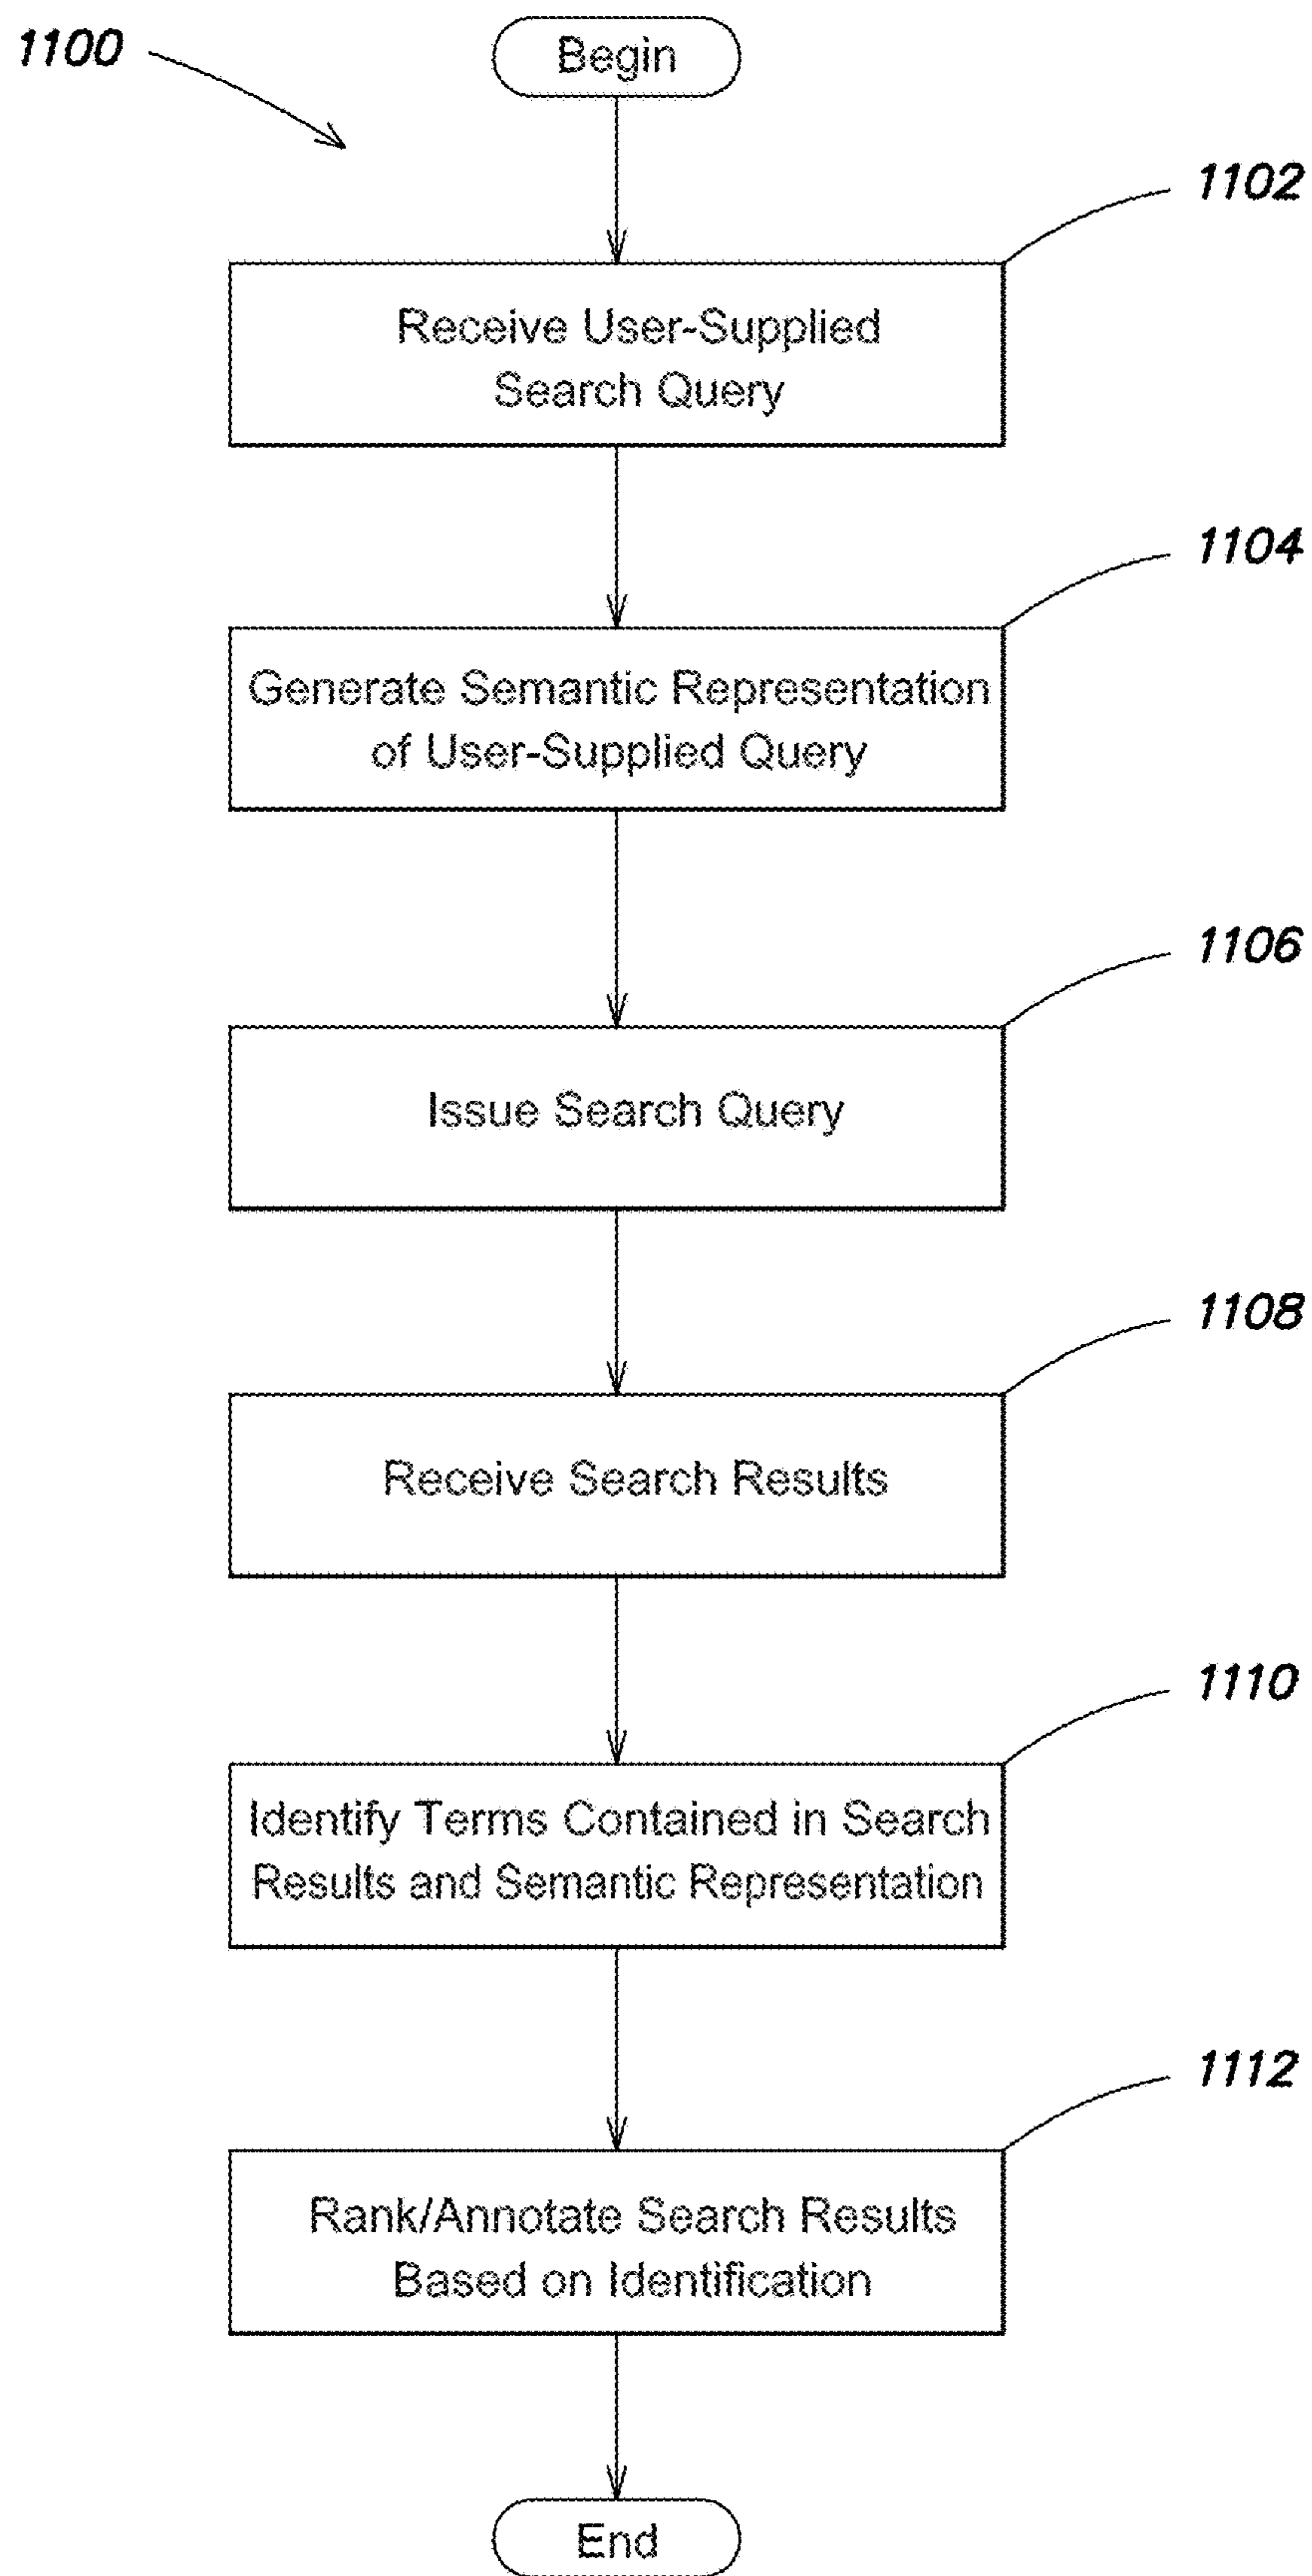 1100
Begin
1102
Receive User-Supplied
Search Query
1104
Generate Semantic Representation
of User-Supplied Query
1106
Issue Search Query
1108
Receive Search Results
1110
Identify Terms Contained in Search
Results and Semantic Representation
1112
Rank/Annotate Search Results
Based on Identification
End